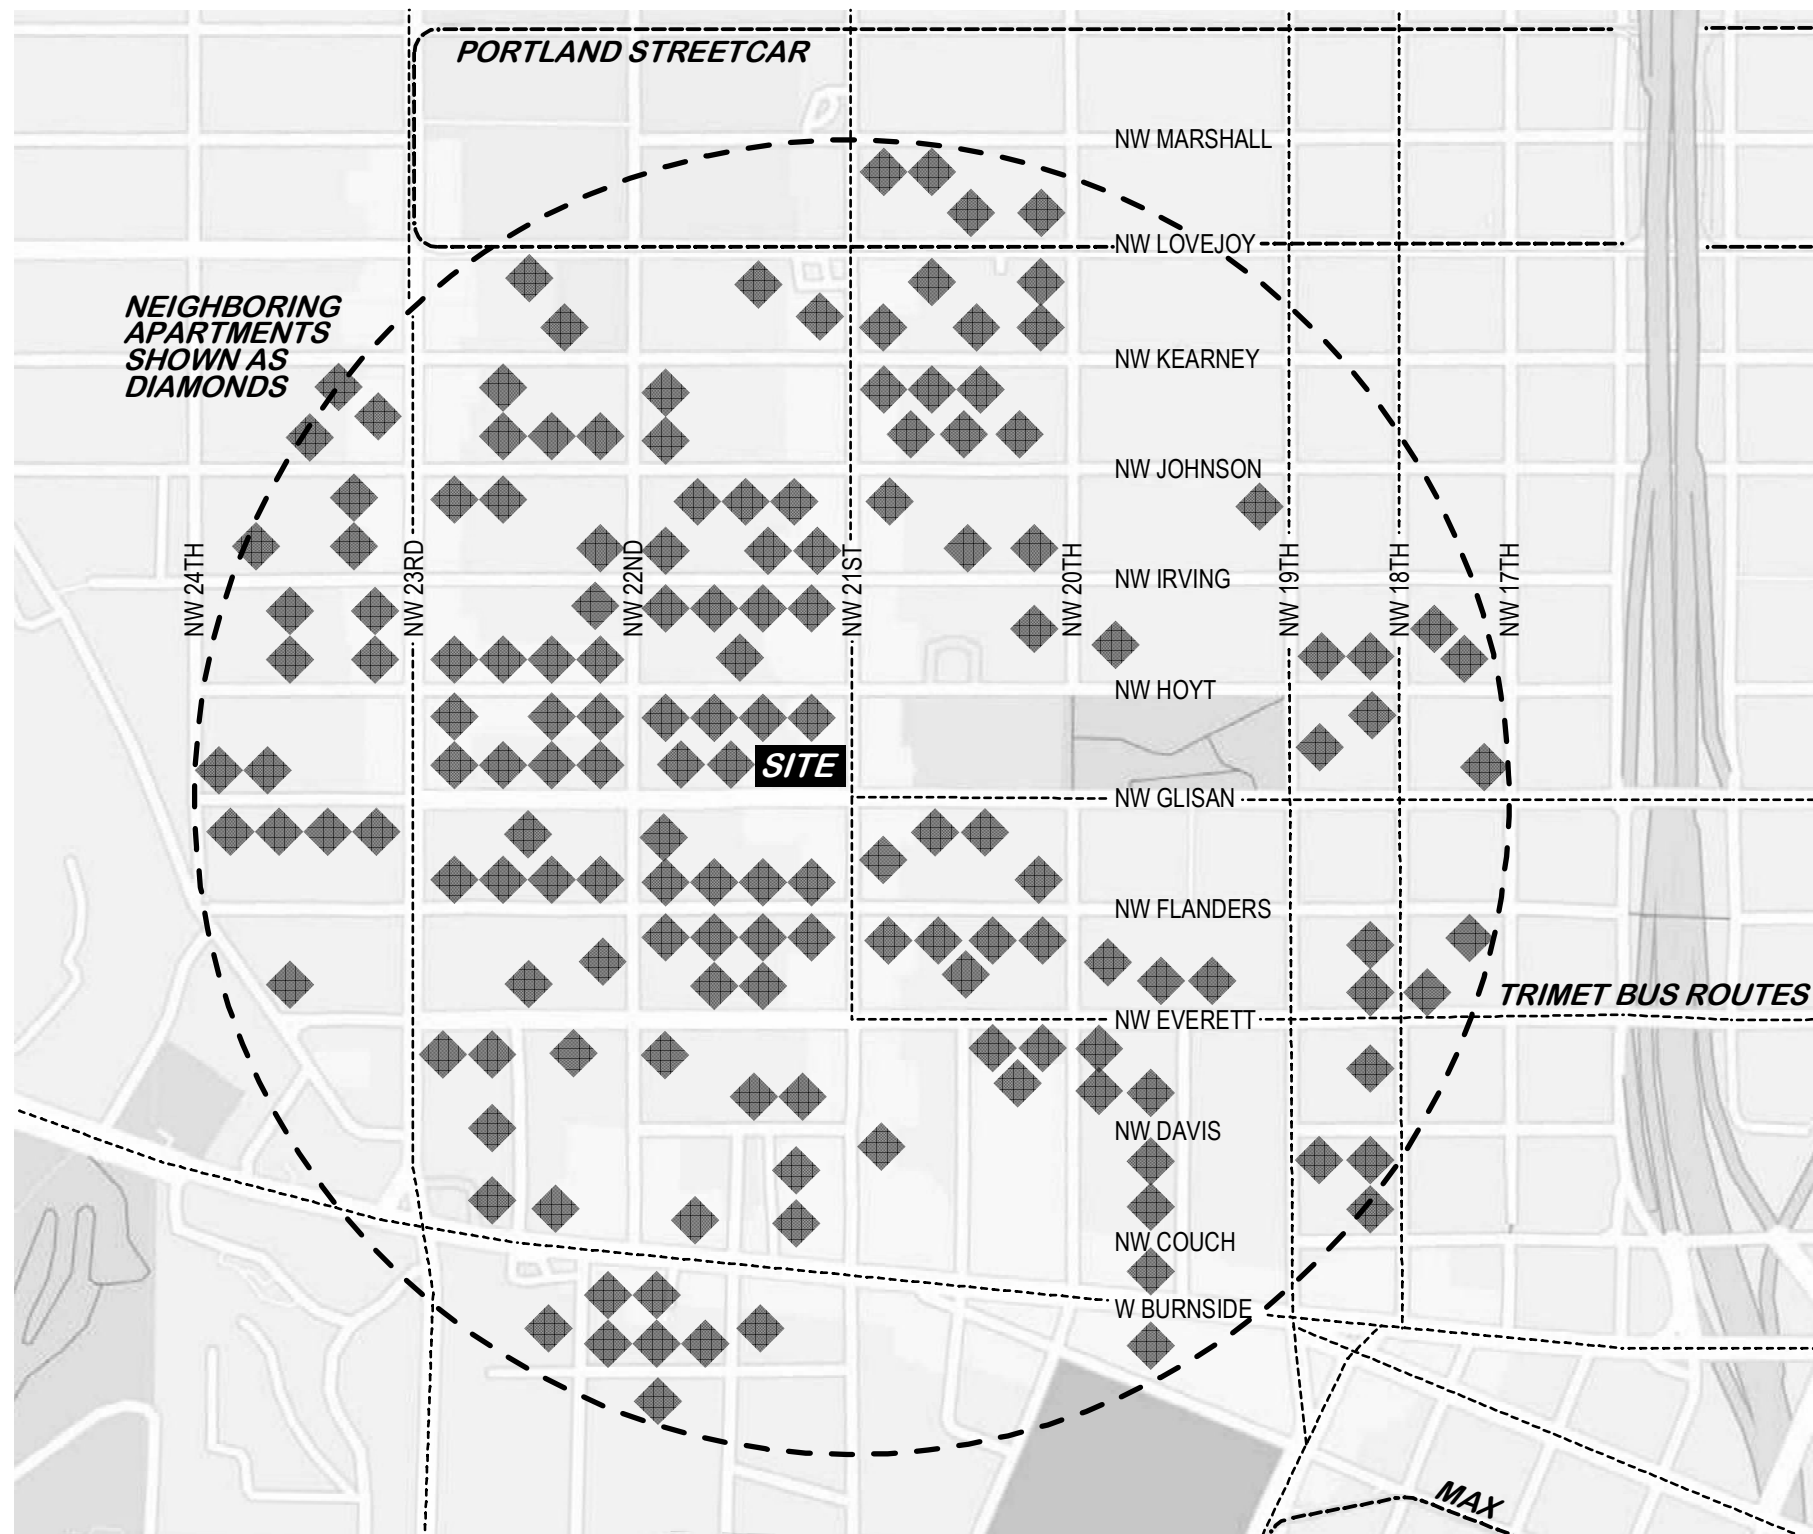 PORTLAND STREETCAR
NW MARSHALL
NW LOVEJOY
NEIGHBORING
APARTMENTS
SHOWN AS
DIAMONDS
NW KEARNEY
NW JOHNSON
NW 24TH
NW 23RD
NW 22ND
NW 21ST
NW 20TH
NW 19TH
NW 18TH
NW 17TH
NW IRVING
NW HOYT
SITE
NW GLISAN
NW FLANDERS
TRIMET BUS ROUTES
NW EVERETT
NW DAVIS
NW COUCH
W BURNSIDE
MAX